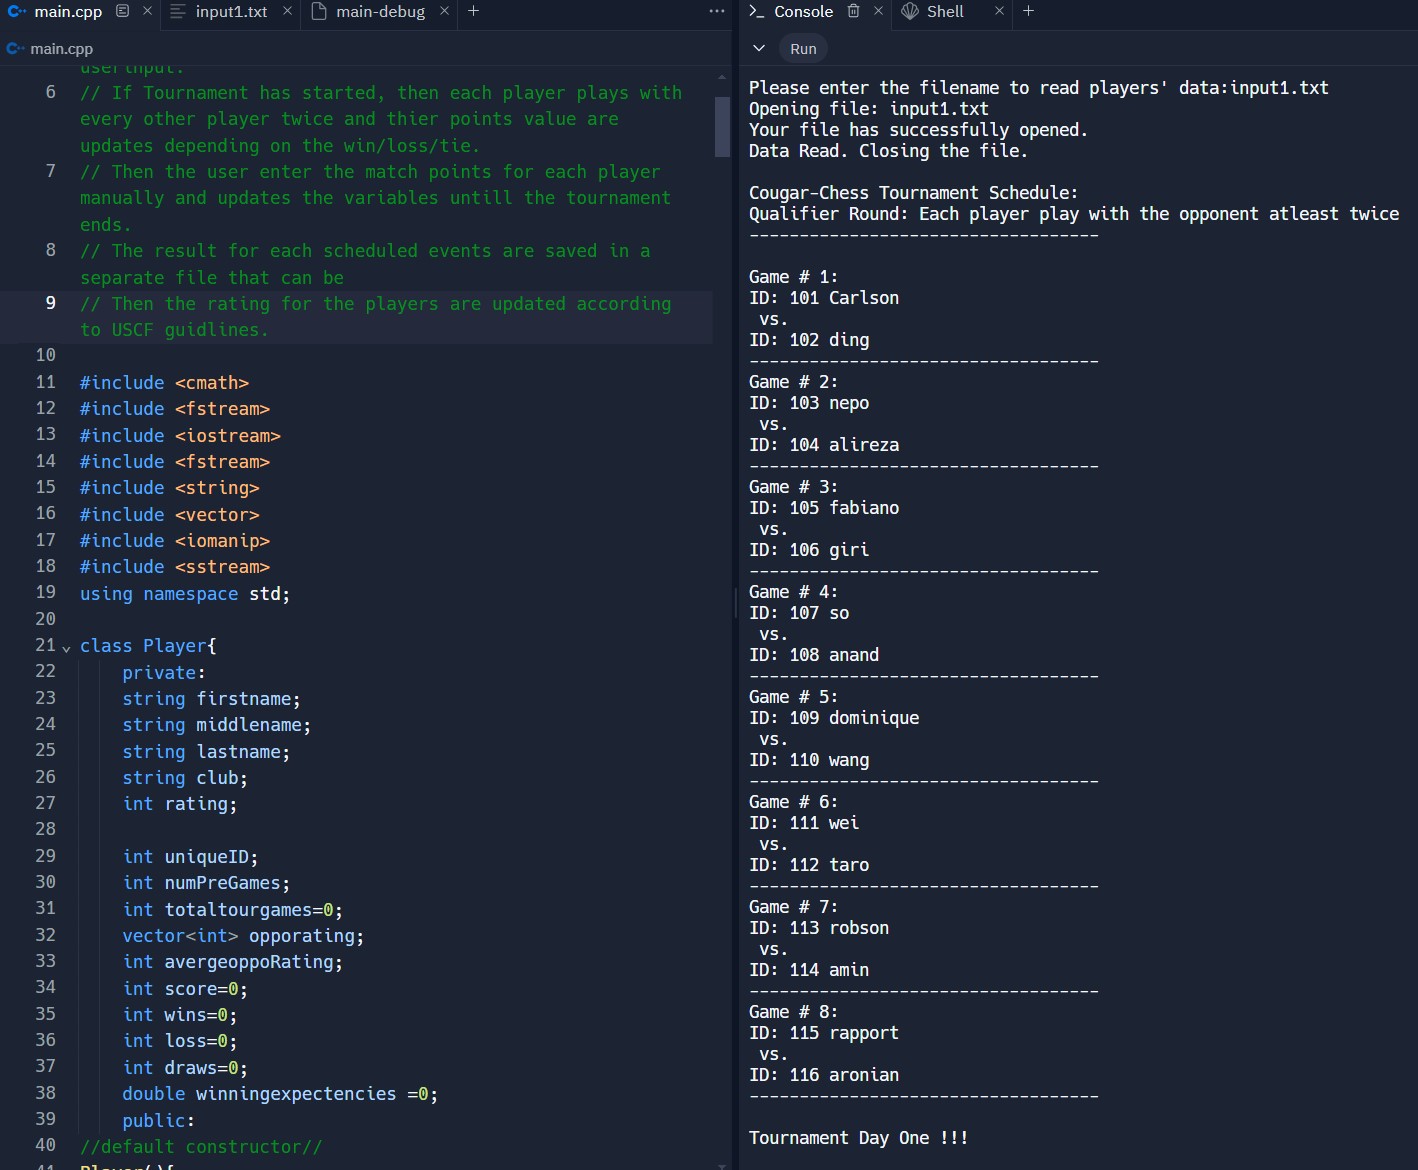 main.cpp
input1.txt
main-debug
main.cpp
userinput.
6 // If Tournament has started, then each player plays with
every other player twice and thier points value are
updates depending on the win/loss/tie.
7 // Then the user enter the match points for each player
manually and updates the variables untill the tournament
ends.
8 // The result for each scheduled events are saved in a
separate file that can be
9 // Then the rating for the players are updated according
to USCF guidlines.
10
11 #include <cmath>
12 #include <fstream>
13 #include <iostream>
14 #include <fstream>
15 #include <string>
16 #include <vector>
17 #include <iomanip>
18 #include <sstream>
19 using namespace std;
20
21 class Player{
22 private:
23 string firstname;
24 string middlename;
25 string lastname;
26 string club;
27 int rating;
28
29 int uniqueID;
30 int numPreGames;
31 int totaltourgames=0;
32 vector<int> opporating;
33 int avergeoppoRating;
34 int score=0;
35 int wins=0;
36 int loss=0;
37 int draws=0;
38 double winningexpectencies =0;
39 public:
40 //default constructor//
41 Player(){
Console
Shell
Run
Please enter the filename to read players' data:input1.txt
Opening file: input1.txt
Your file has successfully opened.
Data Read. Closing the file.
Cougar-Chess Tournament Schedule:
Qualifier Round: Each player play with the opponent atleast twice
-----------------------------------
Game # 1:
ID: 101 Carlson
vs.
ID: 102 ding
-----------------------------------
Game # 2:
ID: 103 nepo
vs.
ID: 104 alireza
-----------------------------------
Game # 3:
ID: 105 fabiano
vs.
ID: 106 giri
-----------------------------------
Game # 4:
ID: 107 so
vs.
ID: 108 anand
-----------------------------------
Game # 5:
ID: 109 dominique
vs.
ID: 110 wang
-----------------------------------
Game # 6:
ID: 111 wei
vs.
ID: 112 taro
-----------------------------------
Game # 7:
ID: 113 robson
vs.
ID: 114 amin
-----------------------------------
Game # 8:
ID: 115 rapport
vs.
ID: 116 aronian
-----------------------------------
Tournament Day One !!!